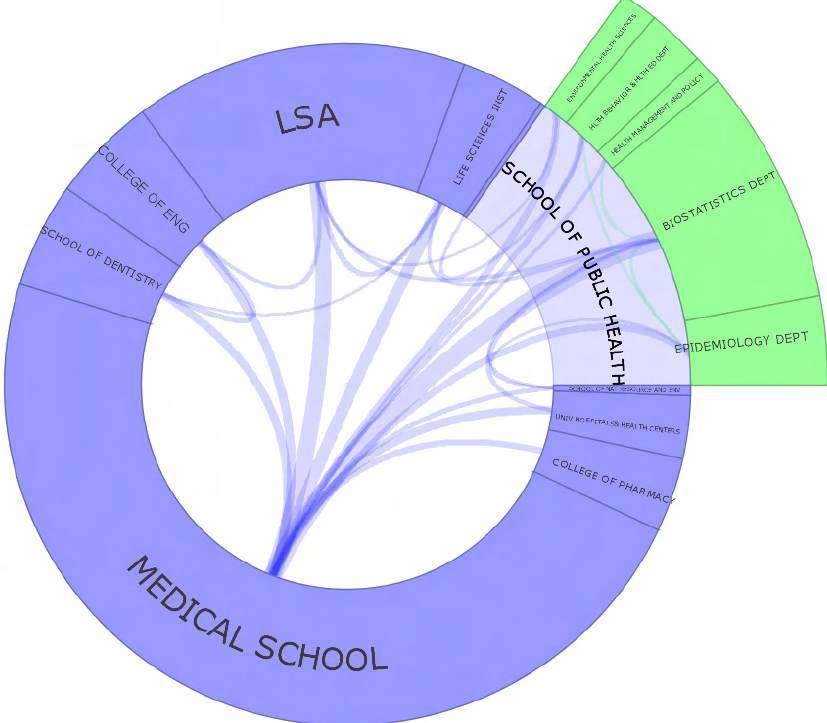 LSA
LIFE SCIENCES INST
COLLEGE OF ENG
SCHOOL OF DENTISTRY
MEDICAL SCHOOL
SCHOOL OF PUBLIC HEALTH
ENVIRONMENTAL HEALTH SCIENCES
HLTH BEHAVIOR & HLTH ED DEPT
HEALTH MANAGEMENT AND POLICY
BIOSTATISTICS DEPT
EPIDEMIOLOGY DEPT
SCHOOL OF NAT RESOURCE AND ENV
UNIV HOSPITALS & HEALTH CENTERS
COLLEGE OF PHARMACY